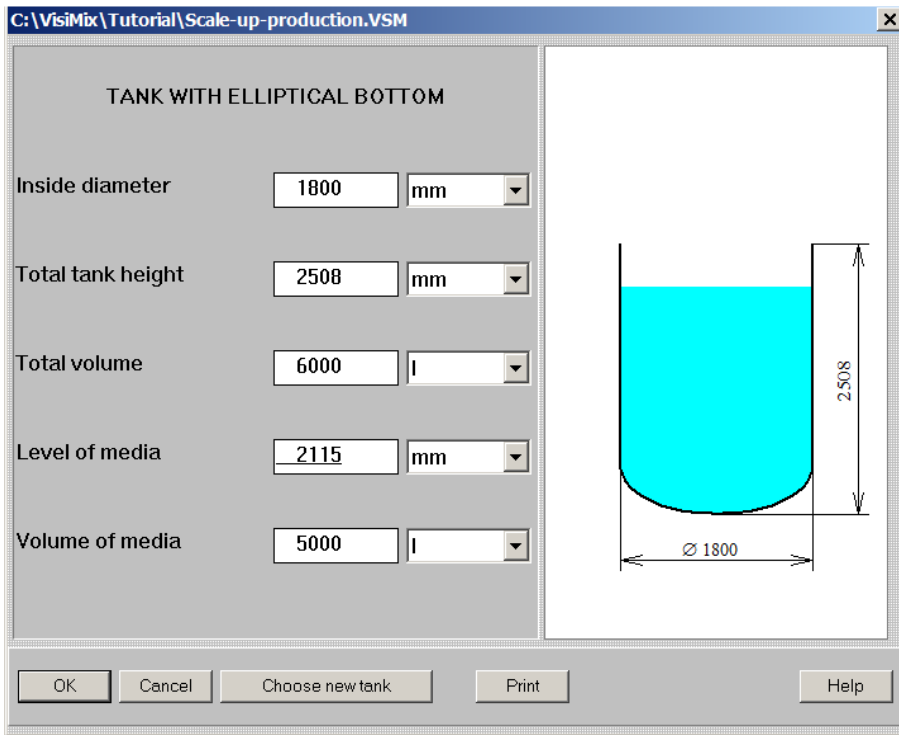 C:\VisiMix\Tutorial\Scale-up-production.VSM
TANK WITH ELLIPTICAL BOTTOM
Inside diameter 1800 mm
Total tank height 2508 mm
Total volume 6000 l
Level of media 2115 mm
Volume of media 5000 l
2508
∅ 1800
OK Cancel Choose new tank Print Help